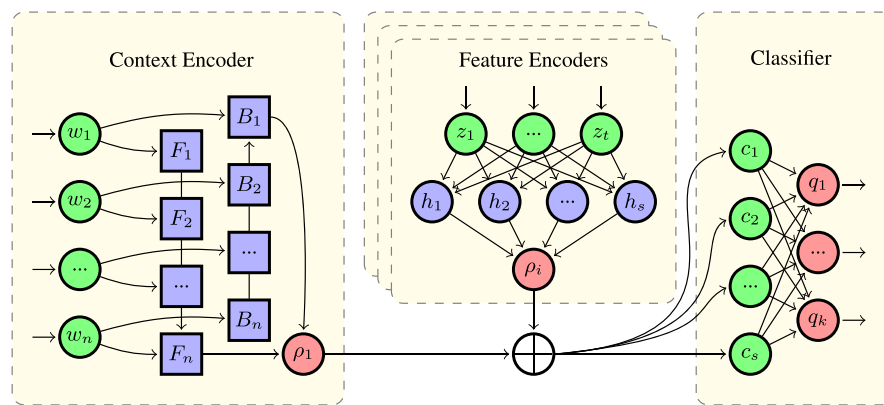 Context Encoder
Feature Encoders
Classifier
w₁
w₂
...
wₙ
F₁
F₂
...
Fₙ
B₁
B₂
...
Bₙ
ρ₁
z₁
...
zₜ
h₁
h₂
...
hₛ
ρᵢ
c₁
c₂
...
cₛ
q₁
...
qₖ